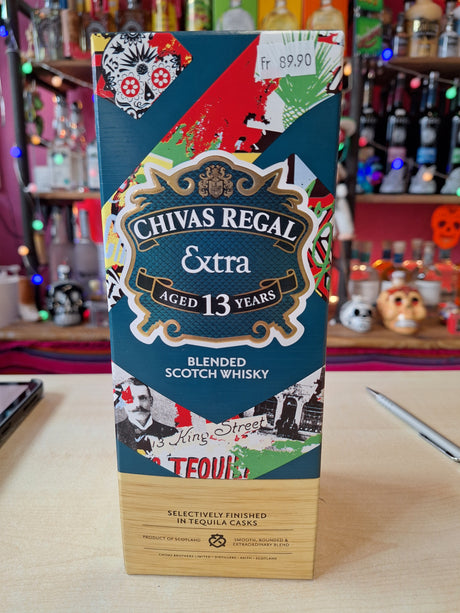 Fr 89.90
CHIVAS REGAL
Extra
AGED 13 YEARS
BLENDED
SCOTCH WHISKY
13 King Street
TEQUI
SELECTIVELY FINISHED
IN TEQUILA CASKS
PRODUCT OF SCOTLAND
SMOOTH, ROUNDED &
EXTRAORDINARY BLEND